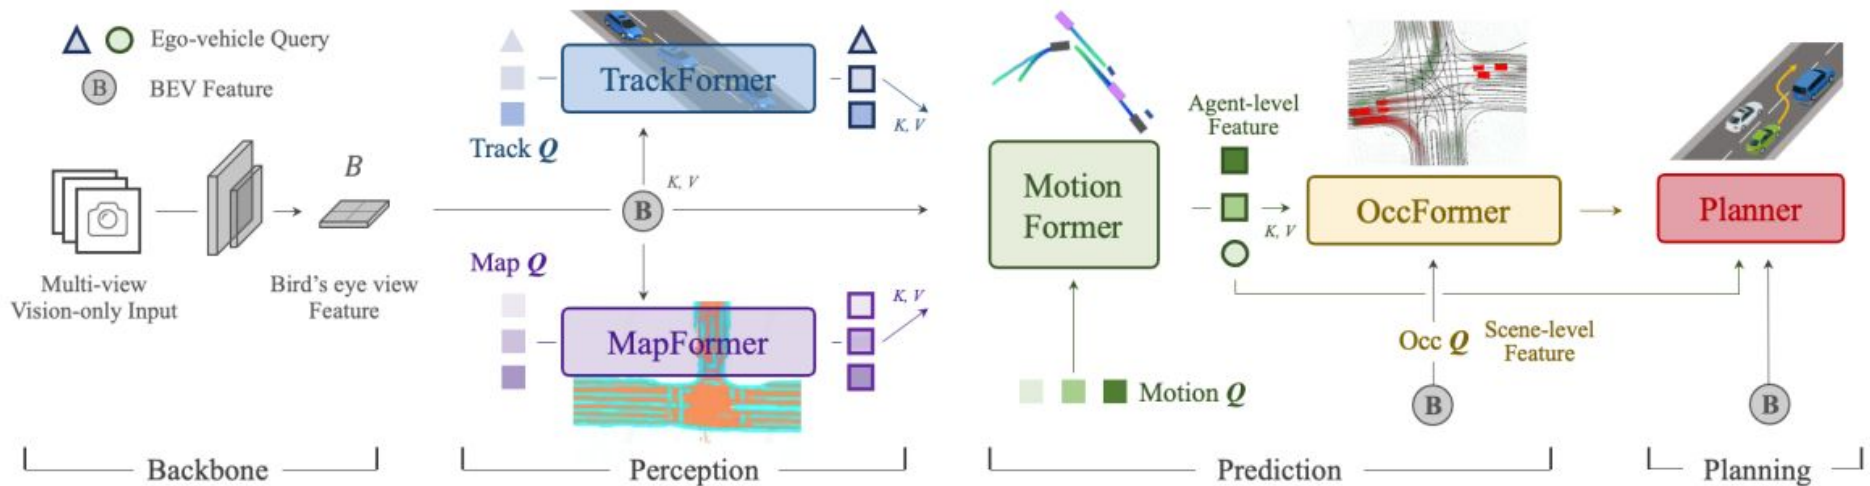 Ego-vehicle Query
B
BEV Feature
Multi-view
Vision-only Input
B
Bird's eye view
Feature
Backbone
TrackFormer
Track Q
K, V
K, V
B
Map Q
K, V
MapFormer
Perception
Motion
Former
Agent-level
Feature
K, V
OccFormer
Motion Q
Occ Q
Scene-level
Feature
B
Prediction
Planner
B
Planning